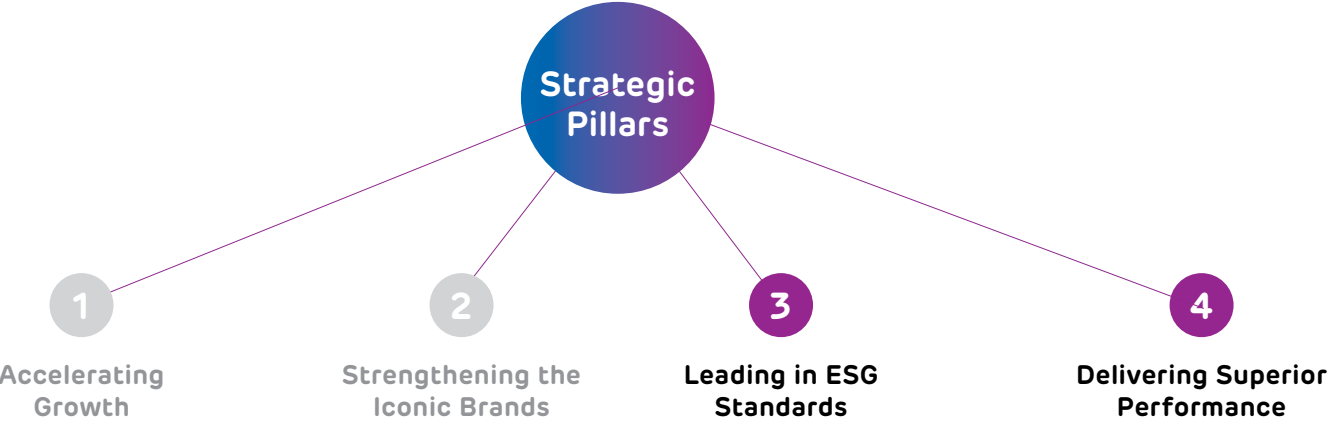 Strategic
Pillars
1
2
3
4
Accelerating
Growth
Strengthening the
Iconic Brands
Leading in ESG
Standards
Delivering Superior
Performance